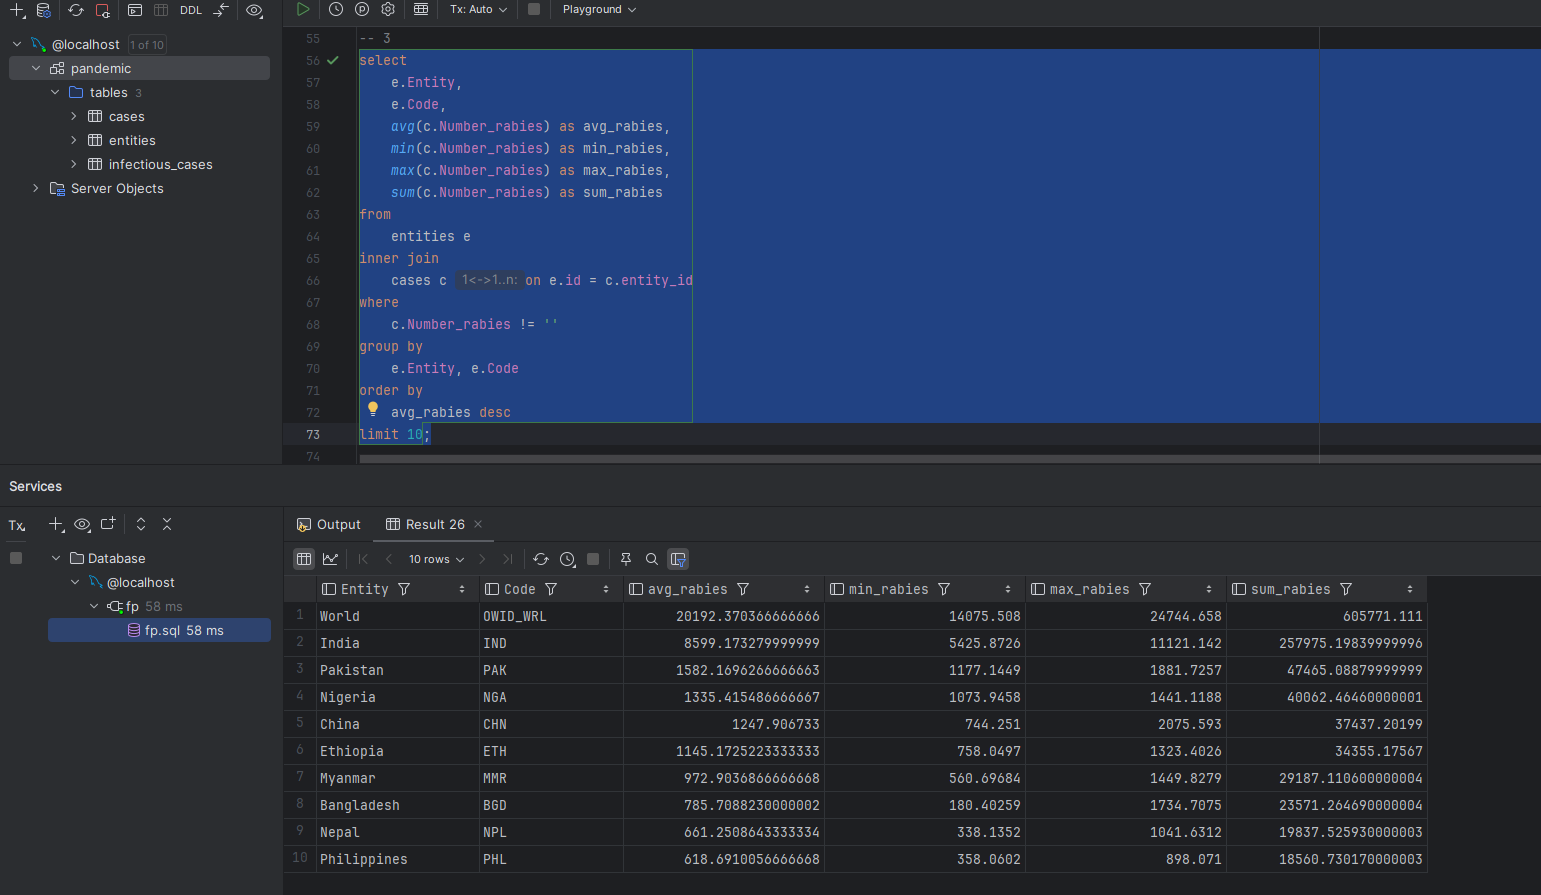 DDL
Tx: Auto
Playground
@localhost 1 of 10
pandemic
tables 3
cases
entities
infectious_cases
Server Objects
55 -- 3
56 select
57 e.Entity,
58 e.Code,
59 avg(c.Number_rabies) as avg_rabies,
60 min(c.Number_rabies) as min_rabies,
61 max(c.Number_rabies) as max_rabies,
62 sum(c.Number_rabies) as sum_rabies
63 from
64 entities e
65 inner join
66 cases c 1<->1..n: on e.id = c.entity_id
67 where
68 c.Number_rabies != ''
69 group by
70 e.Entity, e.Code
71 order by
72 avg_rabies desc
73 limit 10;
74
Services
Tx
Database
@localhost
fp 58 ms
fp.sql 58 ms
Output
Result 26
10 rows
Entity Code avg_rabies min_rabies max_rabies sum_rabies
1 World OWID_WRL 20192.370366666666 14075.508 24744.658 605771.111
2 India IND 8599.173279999999 5425.8726 11121.142 257975.19839999996
3 Pakistan PAK 1582.1696266666663 1177.1449 1881.7257 47465.08879999999
4 Nigeria NGA 1335.415486666667 1073.9458 1441.1188 40062.46460000001
5 China CHN 1247.906733 744.251 2075.593 37437.20199
6 Ethiopia ETH 1145.1725223333333 758.0497 1323.4026 34355.17567
7 Myanmar MMR 972.9036866666668 560.69684 1449.8279 29187.110600000004
8 Bangladesh BGD 785.7088230000002 180.40259 1734.7075 23571.264690000004
9 Nepal NPL 661.2508643333334 338.1352 1041.6312 19837.525930000003
10 Philippines PHL 618.6910056666668 358.0602 898.071 18560.730170000003